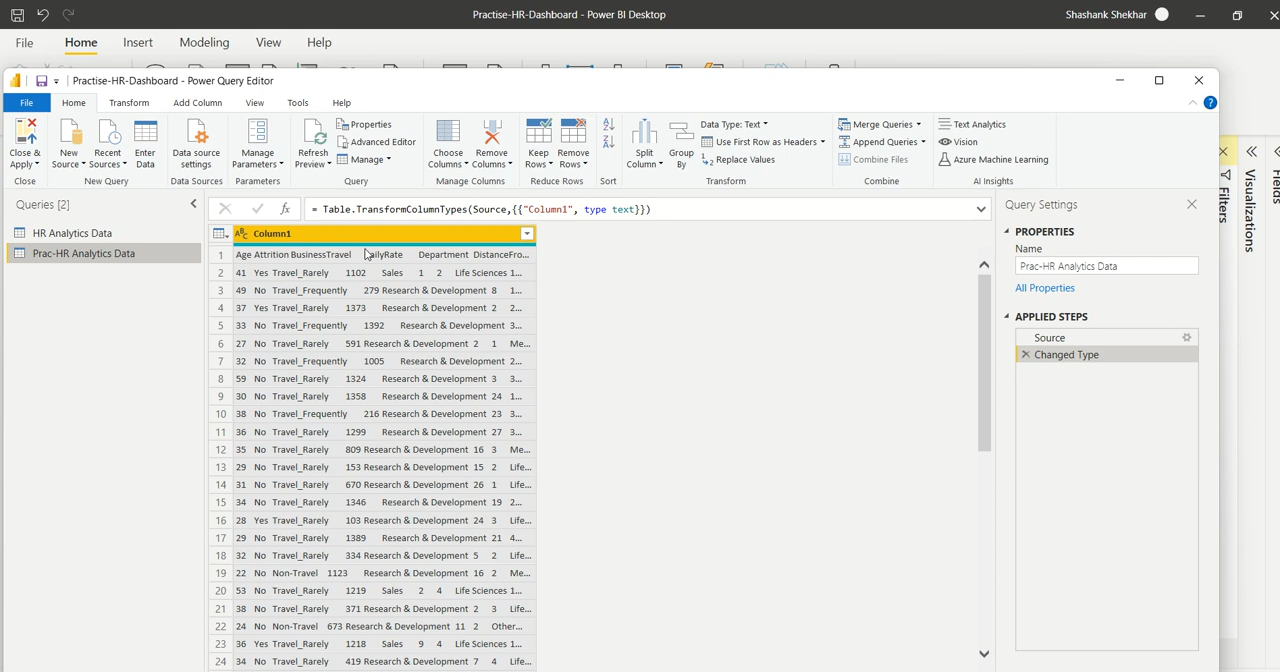 Practise-HR-Dashboard - Power BI Desktop
Shashank Shekhar
File Home Insert Modeling View Help
Practise-HR-Dashboard - Power Query Editor
File Home Transform Add Column View Tools Help
Close & Apply
Close
New Source
Recent Sources
Enter Data
New Query
Data source settings
Data Sources
Manage Parameters
Parameters
Refresh Preview
Properties
Advanced Editor
Manage
Query
Choose Columns
Remove Columns
Manage Columns
Keep Rows
Remove Rows
Reduce Rows
Sort
Split Column
Group By
Data Type: Text
Use First Row as Headers
Replace Values
Transform
Merge Queries
Append Queries
Combine Files
Combine
Text Analytics
Vision
Azure Machine Learning
AI Insights
Queries [2]
HR Analytics Data
Prac-HR Analytics Data
= Table.TransformColumnTypes(Source,{{"Column1", type text}})
Column1
1 Age Attrition BusinessTravel DailyRate Department DistanceFro...
2 41 Yes Travel_Rarely 1102 Sales 1 2 Life Sciences 1...
3 49 No Travel_Frequently 279 Research & Development 8 1...
4 37 Yes Travel_Rarely 1373 Research & Development 2 2...
5 33 No Travel_Frequently 1392 Research & Development 3...
6 27 No Travel_Rarely 591 Research & Development 2 1 Me...
7 32 No Travel_Frequently 1005 Research & Development 2...
8 59 No Travel_Rarely 1324 Research & Development 3 3...
9 30 No Travel_Rarely 1358 Research & Development 24 1...
10 38 No Travel_Frequently 216 Research & Development 23 3...
11 36 No Travel_Rarely 1299 Research & Development 27 3...
12 35 No Travel_Rarely 809 Research & Development 16 3 Me...
13 29 No Travel_Rarely 153 Research & Development 15 2 Life...
14 31 No Travel_Rarely 670 Research & Development 26 1 Life...
15 34 No Travel_Rarely 1346 Research & Development 19 2...
16 28 Yes Travel_Rarely 103 Research & Development 24 3 Life...
17 29 No Travel_Rarely 1389 Research & Development 21 4...
18 32 No Travel_Rarely 334 Research & Development 5 2 Life...
19 22 No Non-Travel 1123 Research & Development 16 2 Me...
20 53 No Travel_Rarely 1219 Sales 2 4 Life Sciences 1...
21 38 No Travel_Rarely 371 Research & Development 2 3 Life...
22 24 No Non-Travel 673 Research & Development 11 2 Other...
23 36 Yes Travel_Rarely 1218 Sales 9 4 Life Sciences 1...
24 34 No Travel_Rarely 419 Research & Development 7 4 Life...
Query Settings
PROPERTIES
Name
Prac-HR Analytics Data
All Properties
APPLIED STEPS
Source
Changed Type
Filters
Visualizations
Fields